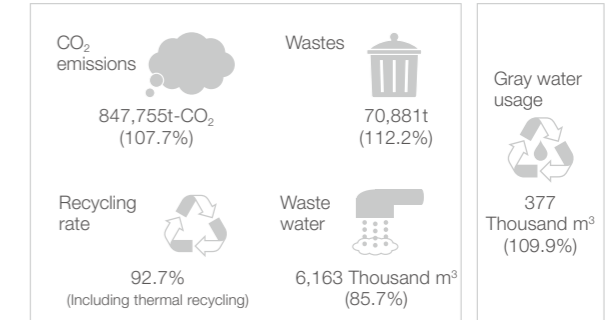 CO₂
emissions
847,755t-CO₂
(107.7%)
Wastes
70,881t
(112.2%)
Recycling
rate
92.7%
(Including thermal recycling)
Waste
water
6,163 Thousand m³
(85.7%)
Gray water
usage
377
Thousand m³
(109.9%)